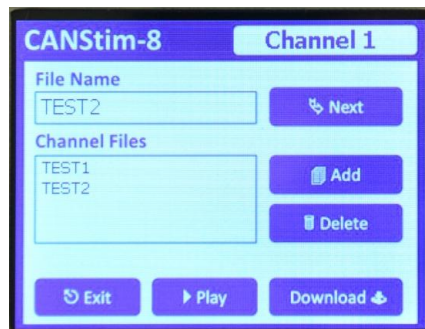 CANStim-8
Channel 1
File Name
TEST2
Next
Channel Files
TEST1
TEST2
Add
Delete
Exit
Play
Download